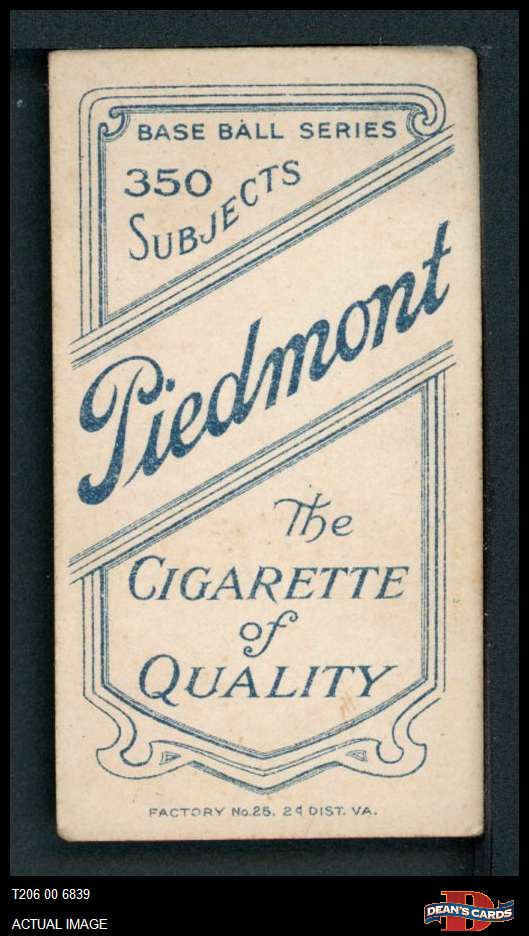 BASE BALL SERIES
350
SUBJECTS
Piedmont
The
CIGARETTE
of
QUALITY
FACTORY No.25. 2¢ DIST. VA.
T206 00 6839
ACTUAL IMAGE
D
DEAN'S CARDS